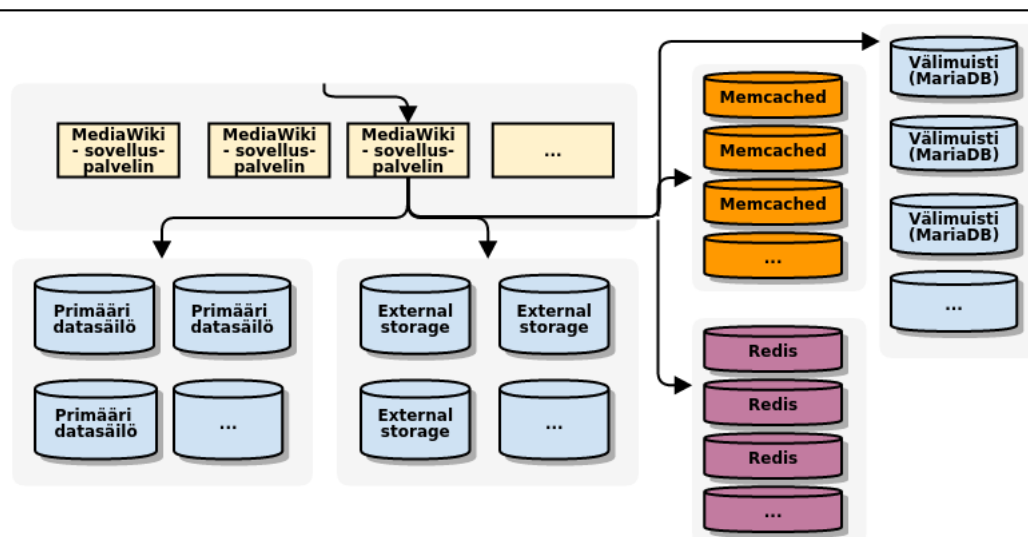 MediaWiki
- sovellus-
palvelin
MediaWiki
- sovellus-
palvelin
MediaWiki
- sovellus-
palvelin
...
Primääri
datasäilö
Primääri
datasäilö
Primääri
datasäilö
...
External
storage
External
storage
External
storage
...
Memcached
Memcached
Memcached
...
Redis
Redis
Redis
...
Välimuisti
(MariaDB)
Välimuisti
(MariaDB)
Välimuisti
(MariaDB)
...